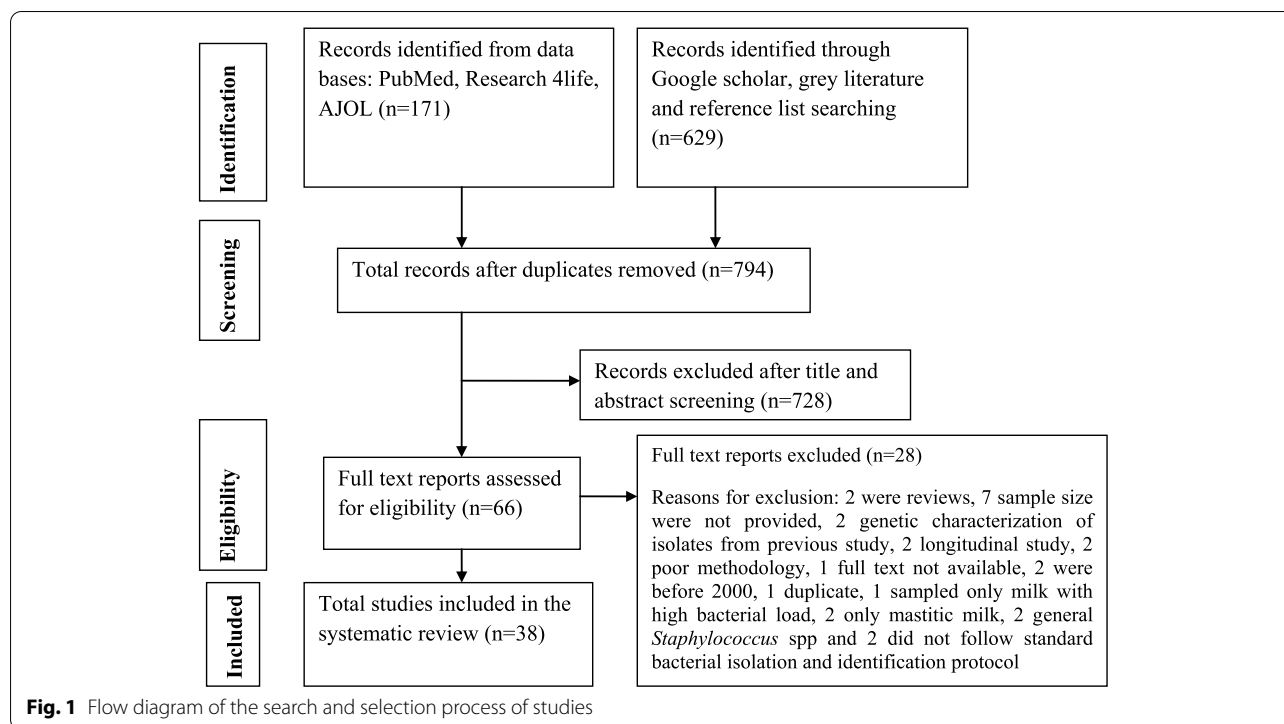 Identification
Records identified from data
bases: PubMed, Research 4life,
AJOL (n=171)
Records identified through
Google scholar, grey literature
and reference list searching
(n=629)
Screening
Total records after duplicates removed (n=794)
Records excluded after title and
abstract screening (n=728)
Eligibility
Full text reports assessed
for eligibility (n=66)
Full text reports excluded (n=28)
Reasons for exclusion: 2 were reviews, 7 sample size
were not provided, 2 genetic characterization of
isolates from previous study, 2 longitudinal study, 2
poor methodology, 1 full text not available, 2 were
before 2000, 1 duplicate, 1 sampled only milk with
high bacterial load, 2 only mastitic milk, 2 general
Staphylococcus spp and 2 did not follow standard
bacterial isolation and identification protocol
Included
Total studies included in the
systematic review (n=38)
Fig. 1 Flow diagram of the search and selection process of studies